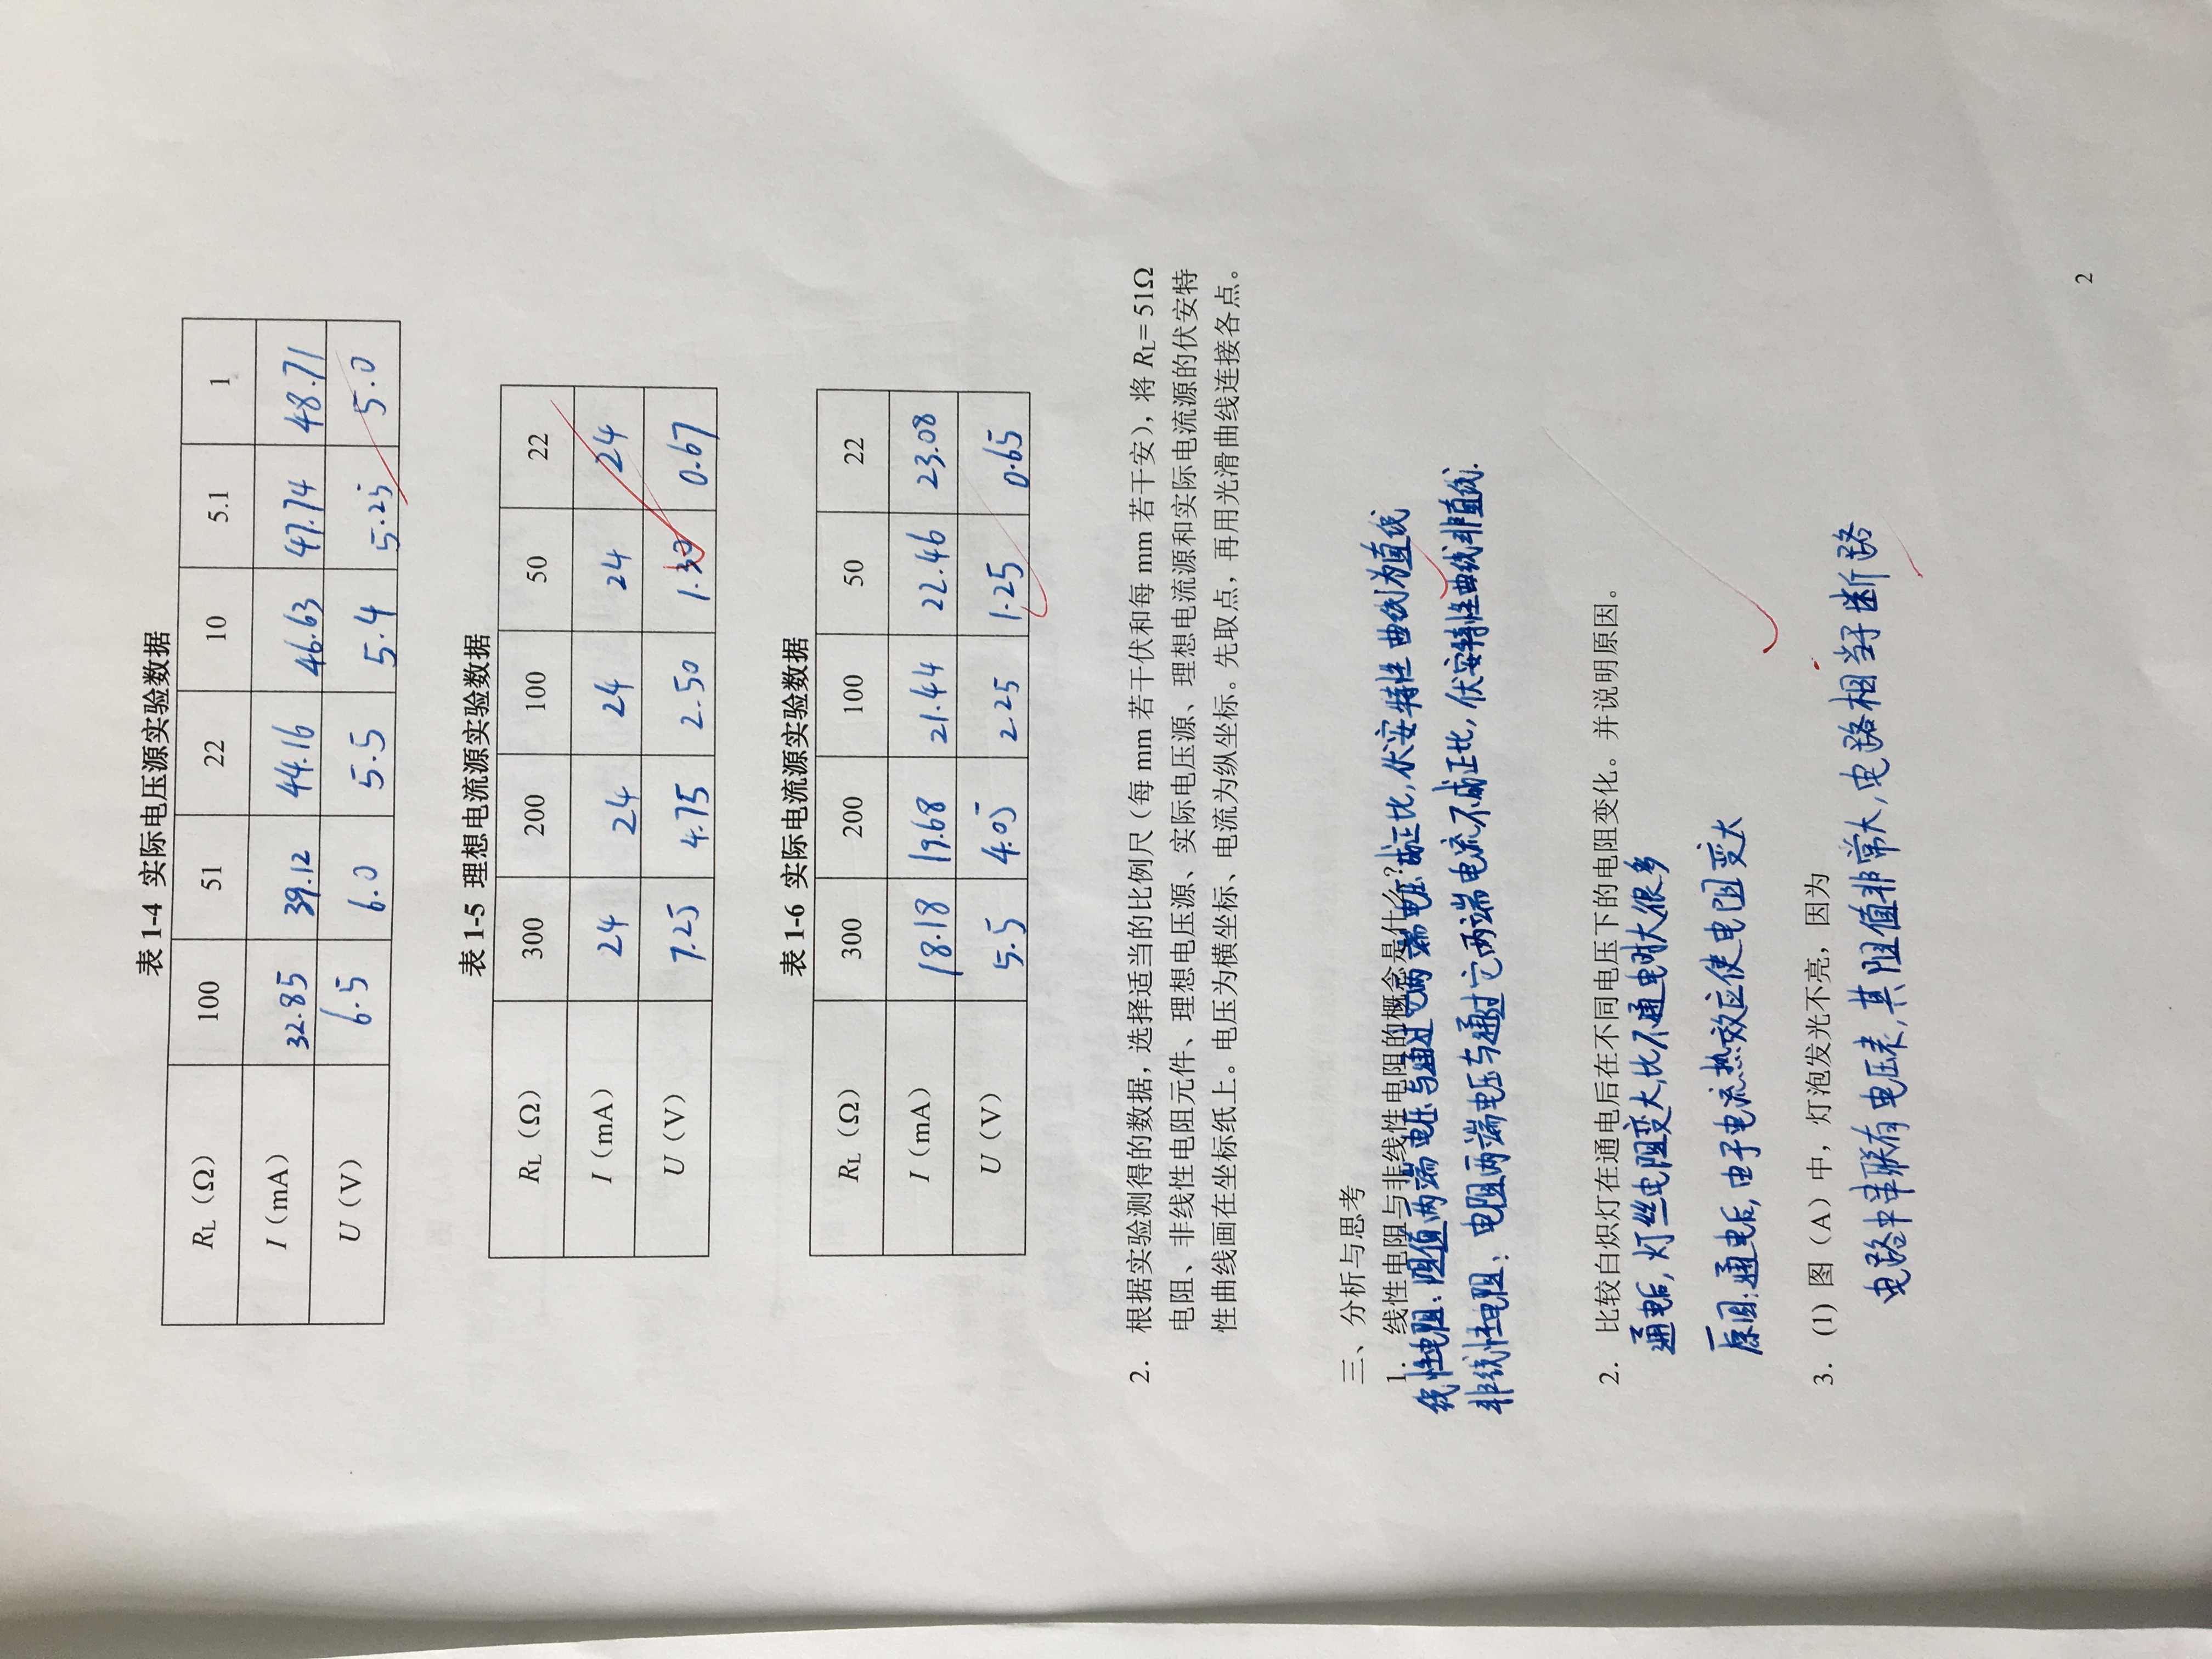 表 1-4 实际电压源实验数据
RL (Ω) 100 51 22 10 5.1 1
I (mA) 32.85 39.12 44.16 46.63 47.74 48.71
U (V) 6.5 6.0 5.5 5.4 5.25 5.0
表 1-5 理想电流源实验数据
RL (Ω) 300 200 100 50 22
I (mA) 24 24 24 24 24
U (V) 7.25 4.75 2.50 1.30 0.67
表 1-6 实际电流源实验数据
RL (Ω) 300 200 100 50 22
I (mA) 18.18 19.68 21.44 22.46 23.08
U (V) 5.5 4.05 2.25 1.25 0.65
2. 根据实验测得的数据，选择适当的比例尺（每 mm 若干伏和每 mm 若干安），将 RL= 51Ω
电阻、非线性电阻元件、理想电压源、实际电压源、理想电流源和实际电流源的伏安特
性曲线画在坐标纸上。电压为横坐标、电流为纵坐标。先取点，再用光滑曲线连接各点。
三、分析与思考
1. 线性电阻与非线性电阻的概念是什么？
线性电阻：阻值两端电压与通过它两端电压成正比，伏安特性曲线为直线
非线性电阻：电阻两端电压与通过它两端电流不成正比，伏安特性曲线非直线.
2. 比较白炽灯在通电后在不同电压下的电阻变化。并说明原因。
通电后，灯丝电阻变大，比不通电时大很多
原因：通电后，由于电流热效应使电阻变大
3. (1) 图（A）中，灯泡发光不亮，因为
电路中串联有电压表，其阻值非常大，电路相当于断路
2